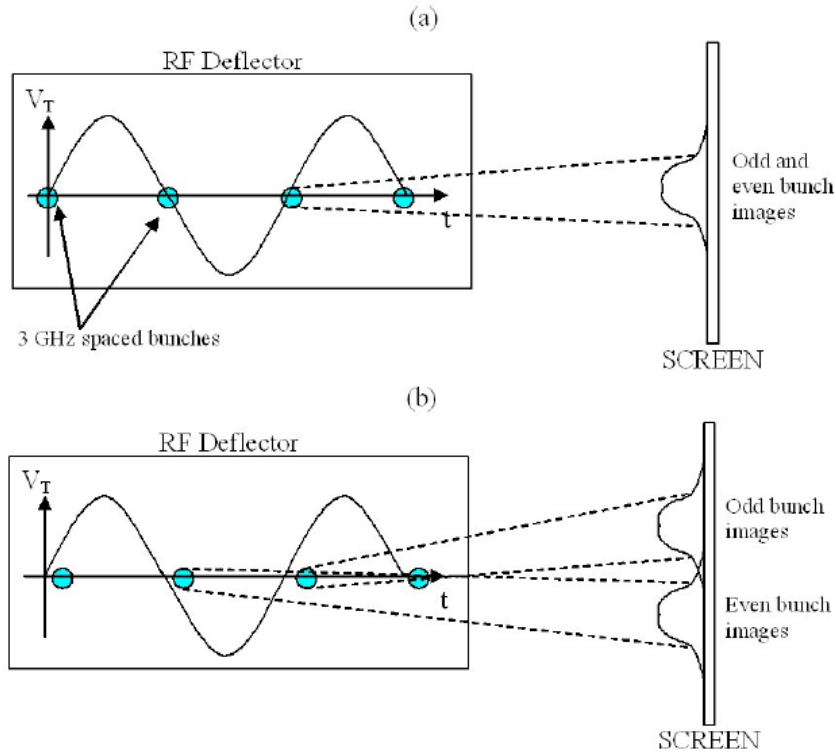 (a)
RF Deflector
V_T
t
Odd and
even bunch
images
3 GHz spaced bunches
SCREEN
(b)
RF Deflector
V_T
t
Odd bunch
images
Even bunch
images
SCREEN